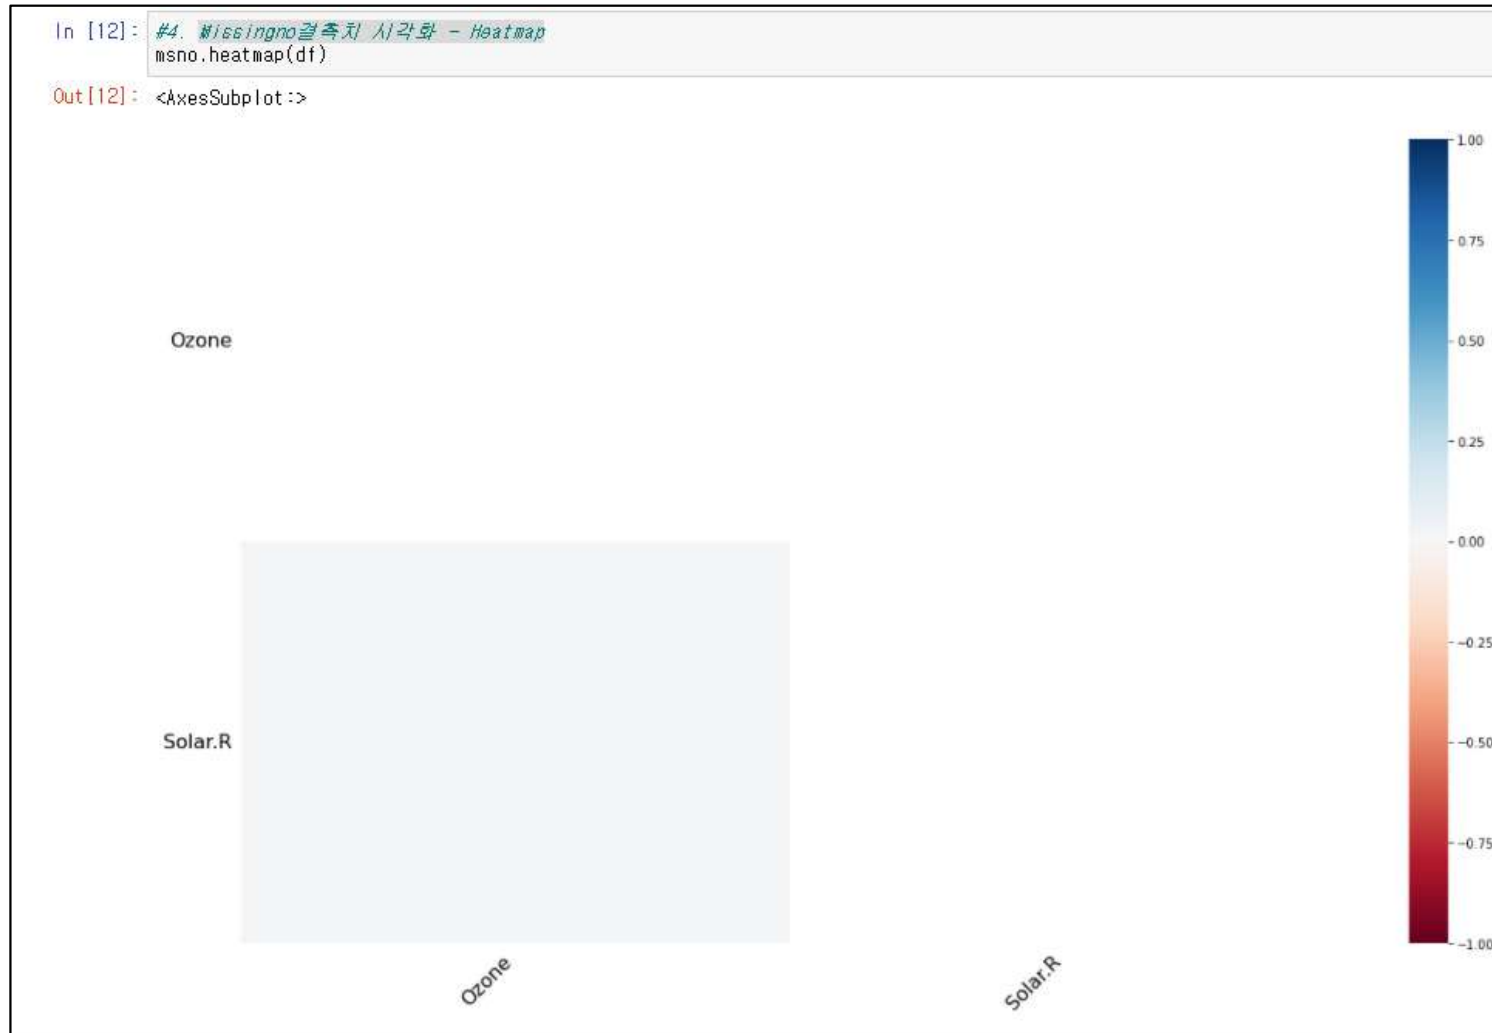 In [12]: #4. Missingno결측치 시각화 - Heatmap
msno.heatmap(df)
Out[12]: <AxesSubplot:>
1.00
0.75
Ozone
0.50
0.25
0.00
-0.25
Solar.R
-0.50
-0.75
-1.00
Ozone
Solar.R